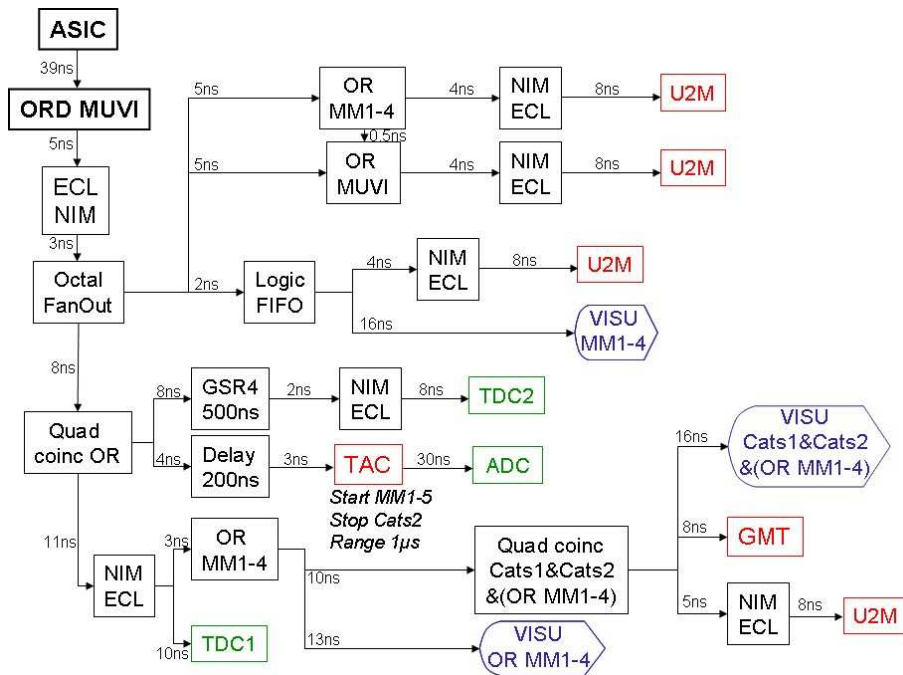 ASIC
39ns
ORD MUVI
5ns
ECL
NIM
3ns
Octal
FanOut
5ns
OR
MM1-4
4ns
NIM
ECL
8ns
U2M
0.5ns
5ns
OR
MUVI
4ns
NIM
ECL
8ns
U2M
2ns
Logic
FIFO
4ns
NIM
ECL
8ns
U2M
16ns
VISU
MM1-4
8ns
Quad
coinc OR
8ns
GSR4
500ns
2ns
NIM
ECL
8ns
TDC2
4ns
Delay
200ns
3ns
TAC
30ns
ADC
Start MM1-5
Stop Cats2
Range 1µs
11ns
NIM
ECL
3ns
OR
MM1-4
10ns
TDC1
10ns
Quad coinc
Cats1&Cats2
&(OR MM1-4)
13ns
VISU
OR MM1-4
16ns
VISU
Cats1&Cats2
&(OR MM1-4)
8ns
GMT
5ns
NIM
ECL
8ns
U2M